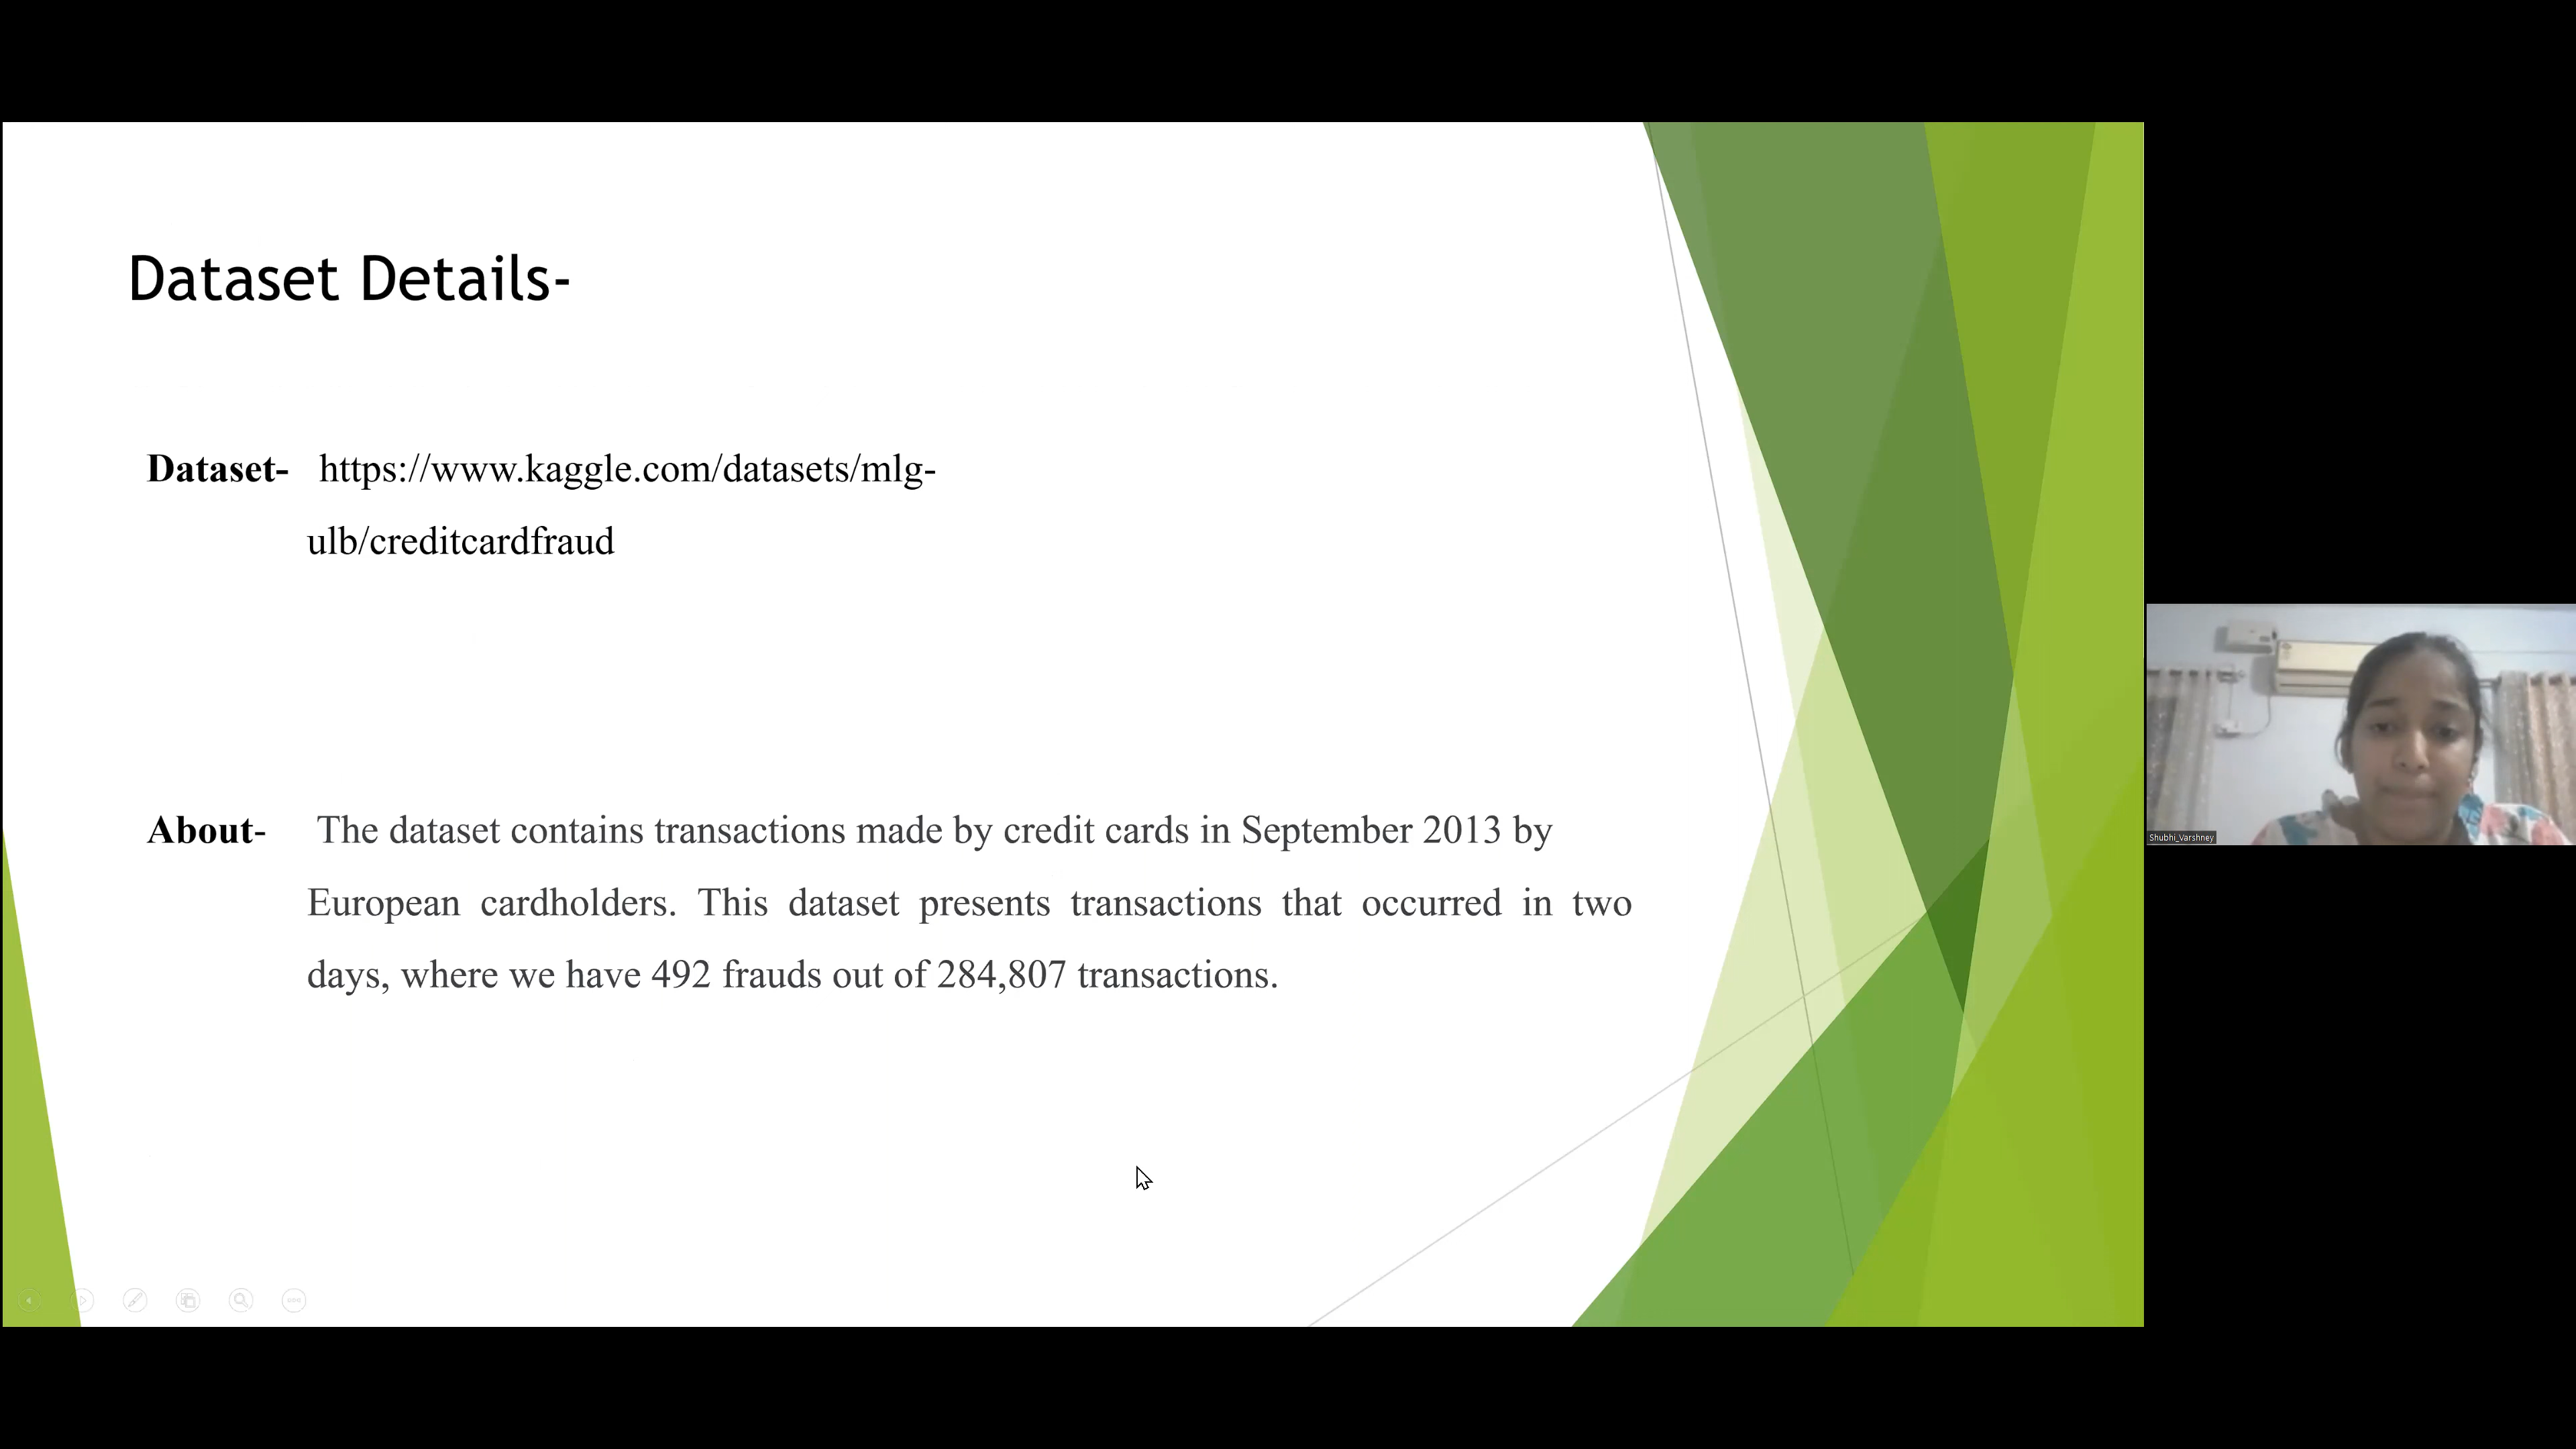 Dataset Details-
Dataset- https://www.kaggle.com/datasets/mlg-
ulb/creditcardfraud
About- The dataset contains transactions made by credit cards in September 2013 by
European cardholders. This dataset presents transactions that occurred in two
days, where we have 492 frauds out of 284,807 transactions.
Shubhi_Varshney